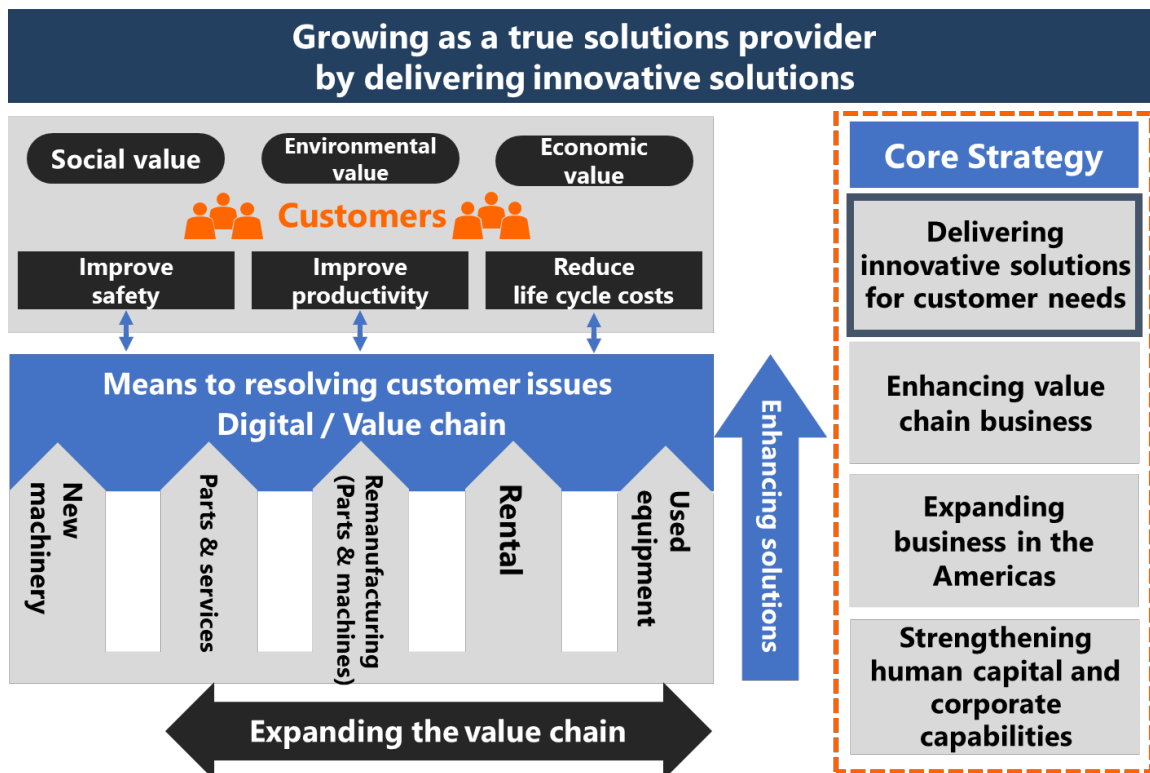 Growing as a true solutions provider
by delivering innovative solutions
Social value
Environmental
value
Economic
value
Customers
Improve
safety
Improve
productivity
Reduce
life cycle costs
Means to resolving customer issues
Digital / Value chain
New
machinery
Parts & services
Remanufacturing
(Parts & machines)
Rental
Used
equipment
Enhancing solutions
Expanding the value chain
Core Strategy
Delivering
innovative solutions
for customer needs
Enhancing value
chain business
Expanding
business in the
Americas
Strengthening
human capital and
corporate
capabilities